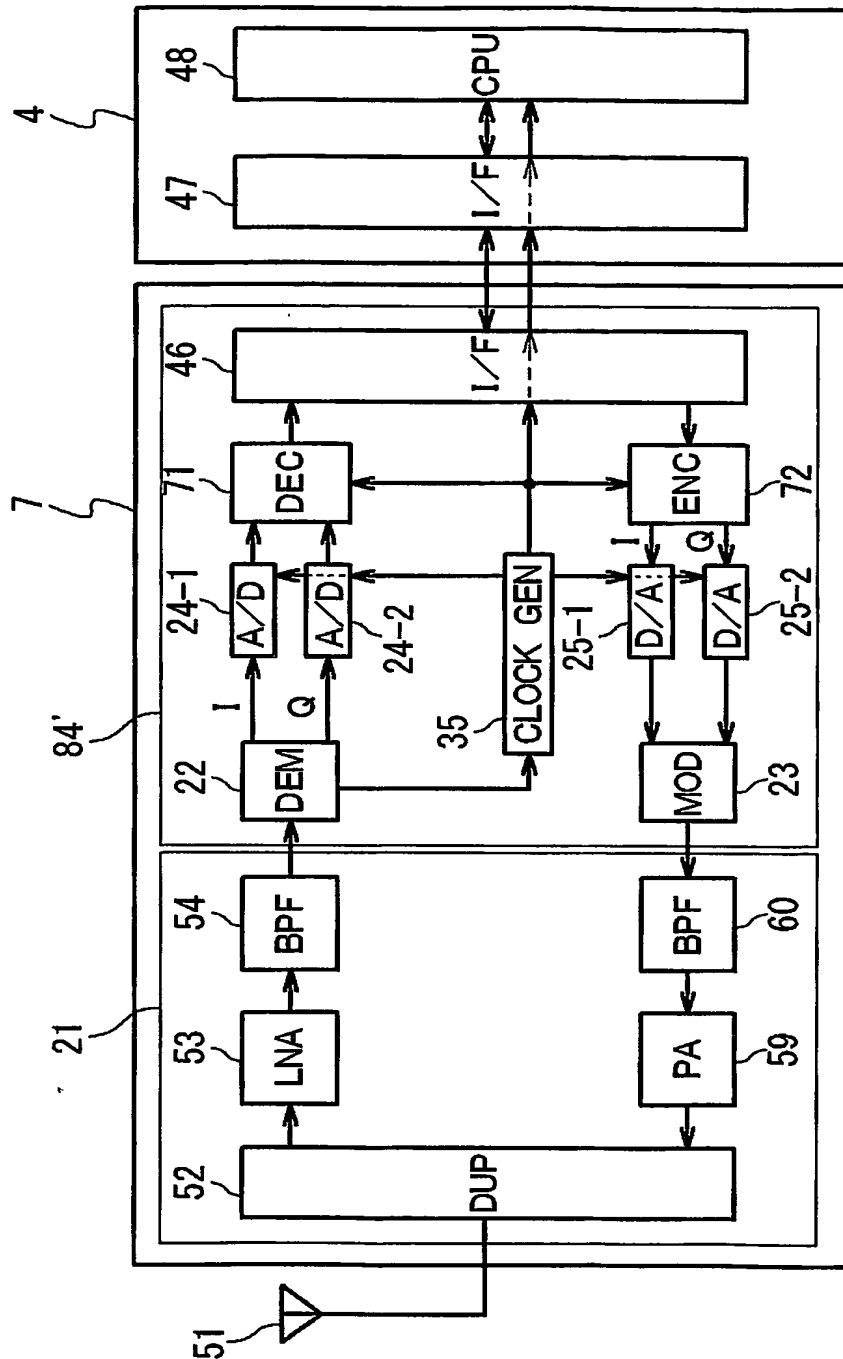 4
47
48
I/F
CPU
7
84'
21
22
24-1
71
46
I
Q
DEM
A/D
A/D
DEC
I/F
24-2
35
CLOCK GEN
52
53
54
51
DUP
LNA
BPF
25-1
I
Q
PA
BPF
MOD
D/A
D/A
ENC
59
60
23
25-2
72